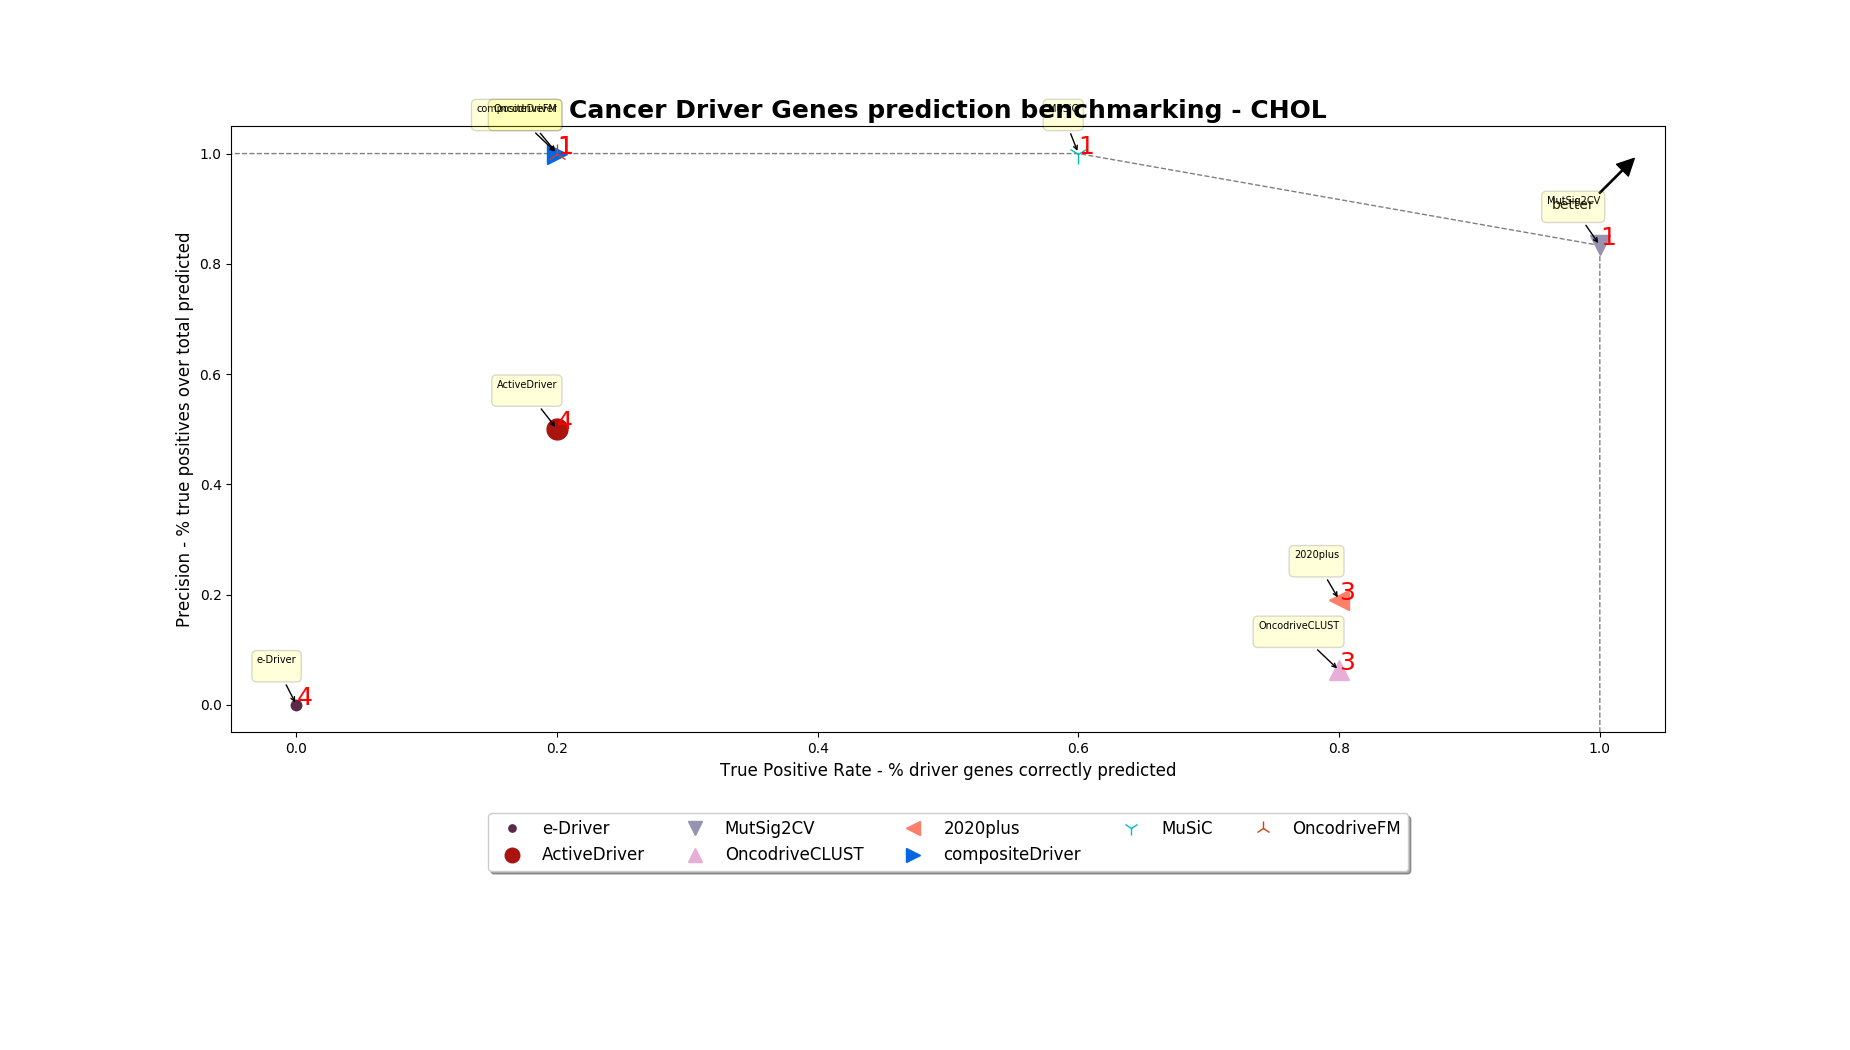 Cancer Driver Genes prediction benchmarking - CHOL
compositeDriver
OncodriveFM
MuSiC
1
1
MutSig2CV
better
1
ActiveDriver
4
2020plus
3
OncodriveCLUST
3
e-Driver
4
Precision - % true positives over total predicted
1.0
0.8
0.6
0.4
0.2
0.0
0.0 0.2 0.4 0.6 0.8 1.0
True Positive Rate - % driver genes correctly predicted
e-Driver MutSig2CV 2020plus MuSiC OncodriveFM
ActiveDriver OncodriveCLUST compositeDriver